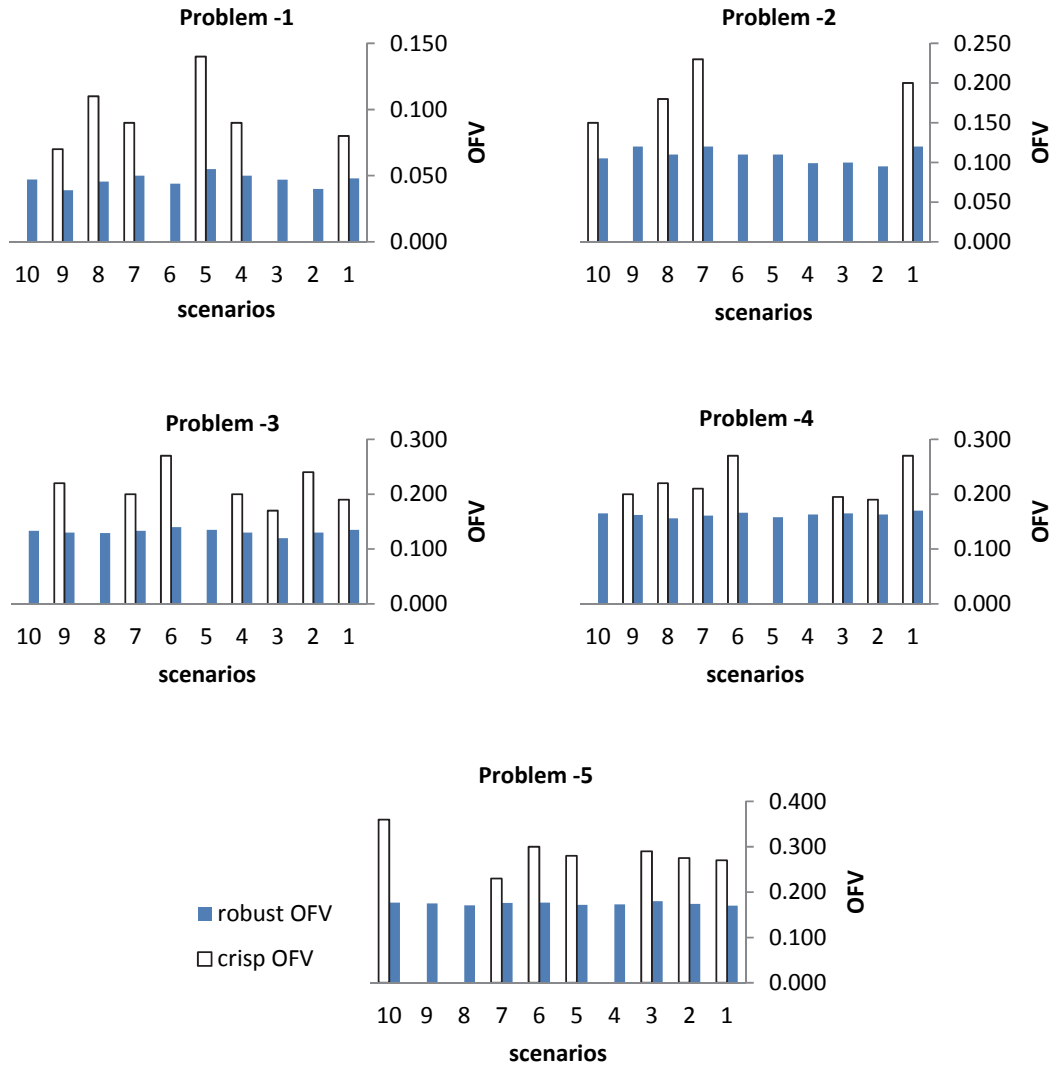 Problem -1
0.150
0.100
0.050
0.000
OFV
10 9 8 7 6 5 4 3 2 1
scenarios
Problem -2
0.250
0.200
0.150
0.100
0.050
0.000
OFV
10 9 8 7 6 5 4 3 2 1
scenarios
Problem -3
0.300
0.200
0.100
0.000
OFV
10 9 8 7 6 5 4 3 2 1
scenarios
Problem -4
0.300
0.200
0.100
0.000
OFV
10 9 8 7 6 5 4 3 2 1
scenarios
Problem -5
0.400
0.300
0.200
0.100
0.000
OFV
robust OFV
crisp OFV
10 9 8 7 6 5 4 3 2 1
scenarios